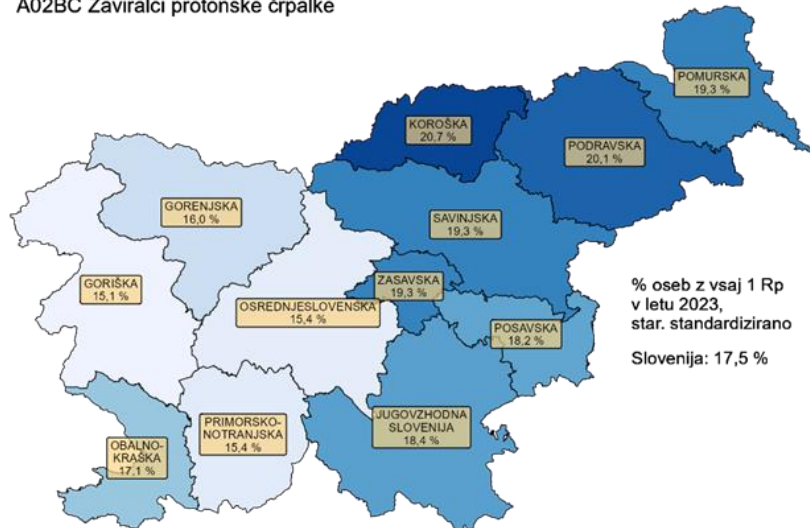 A02BC Zaviralci protonske črpalke
POMURSKA
19,3 %
KOROŠKA
20,7 %
PODRAVSKA
20,1 %
GORENJSKA
16,0 %
SAVINJSKA
19,3 %
GORIŠKA
15,1 %
ZASAVSKA
19,3 %
OSREDNJESLOVENSKA
15,4 %
POSAVSKA
18,2 %
% oseb z vsaj 1 Rp
v letu 2023,
star. standardizirano
Slovenija: 17,5 %
OBALNO-
KRAŠKA
17,1 %
PRIMORSKO-
NOTRANJSKA
15,4 %
JUGOVZHODNA
SLOVENIJA
18,4 %